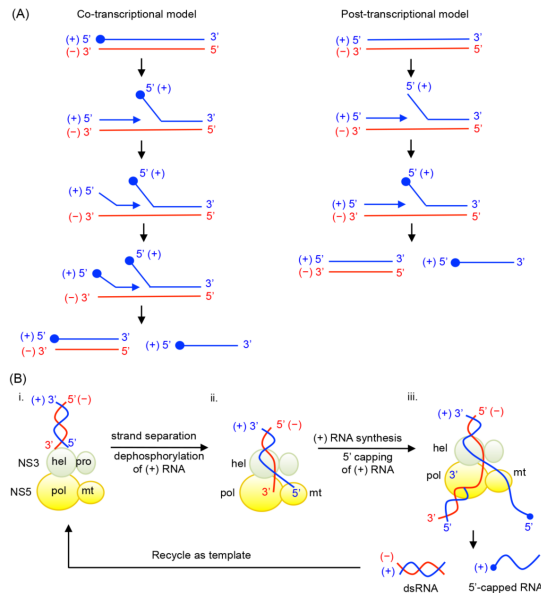 (A)
Co-transcriptional model
Post-transcriptional model
(+) 5’ 3’
(−) 3’ 5’
(+) 5’ 3’
(−) 3’ 5’
5’ (+)
(+) 5’ 3’
(−) 3’ 5’
5’ (+)
(+) 5’ 3’
(−) 3’ 5’
5’ (+)
(+) 5’ 3’
(−) 3’ 5’
5’ (+)
(+) 5’ 3’
(−) 3’ 5’
5’ (+)
(+) 5’ 3’
(−) 3’ 5’
(+) 5’ 3’
(−) 3’ 5’
(+) 5’ 3’
(+) 5’ 3’
(−) 3’ 5’
(+) 5’ 3’
(B)
i.
(+) 3’ 5’ (−)
3’ 5’
NS3 hel pro
NS5 pol mt
strand separation
dephosphorylation
of (+) RNA
ii.
(+) 3’ 5’ (−)
hel
pol 3’ 5’ mt
(+) RNA synthesis
5’ capping
of (+) RNA
iii.
(+) 3’ 5’ (−)
hel
pol 3’ mt
3’ 5’ 5’
Recycle as template
(−)
(+)
dsRNA
(+)
5’-capped RNA